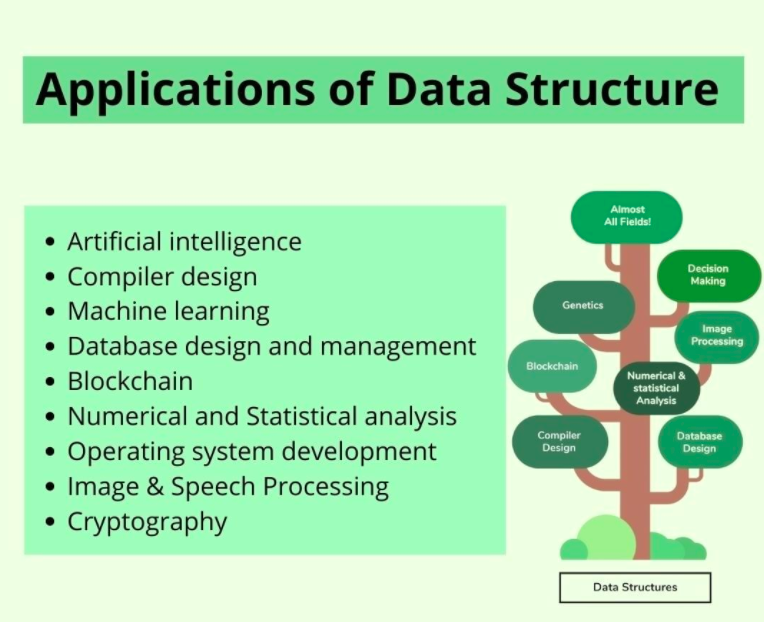 Applications of Data Structure
• Artificial intelligence
• Compiler design
• Machine learning
• Database design and management
• Blockchain
• Numerical and Statistical analysis
• Operating system development
• Image & Speech Processing
• Cryptography
Almost
All Fields!
Decision
Making
Genetics
Image
Processing
Blockchain
Numerical &
statistical
Analysis
Compiler
Design
Database
Design
Data Structures